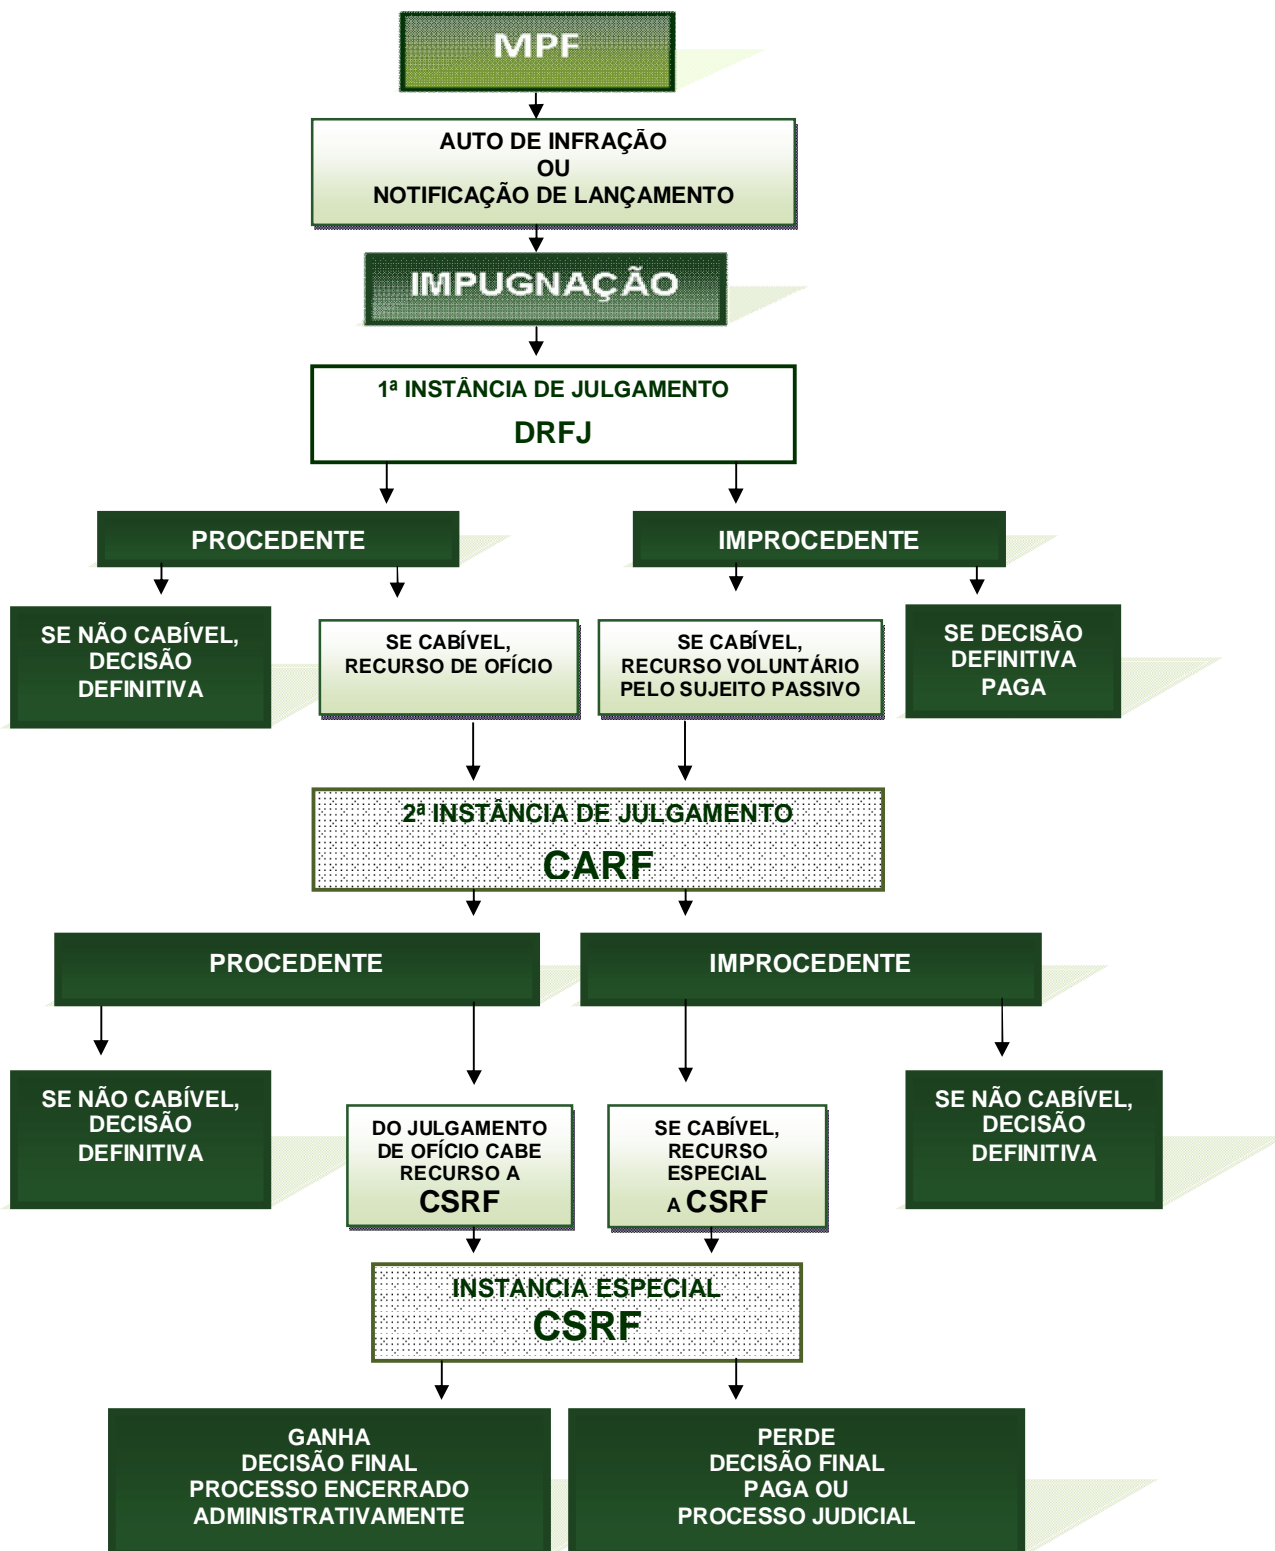 MPF
AUTO DE INFRAÇÃO
OU
NOTIFICAÇÃO DE LANÇAMENTO
IMPUGNAÇÃO
1ª INSTÂNCIA DE JULGAMENTO
DRFJ
PROCEDENTE
IMPROCEDENTE
SE NÃO CABÍVEL,
DECISÃO
DEFINITIVA
SE CABÍVEL,
RECURSO DE OFÍCIO
SE CABÍVEL,
RECURSO VOLUNTÁRIO
PELO SUJEITO PASSIVO
SE DECISÃO
DEFINITIVA
PAGA
2ª INSTÂNCIA DE JULGAMENTO
CARF
PROCEDENTE
IMPROCEDENTE
SE NÃO CABÍVEL,
DECISÃO
DEFINITIVA
DO JULGAMENTO
DE OFÍCIO CABE
RECURSO A
CSRF
SE CABÍVEL,
RECURSO
ESPECIAL
A CSRF
SE NÃO CABÍVEL,
DECISÃO
DEFINITIVA
INSTANCIA ESPECIAL
CSRF
GANHA
DECISÃO FINAL
PROCESSO ENCERRADO
ADMINISTRATIVAMENTE
PERDE
DECISÃO FINAL
PAGA OU
PROCESSO JUDICIAL